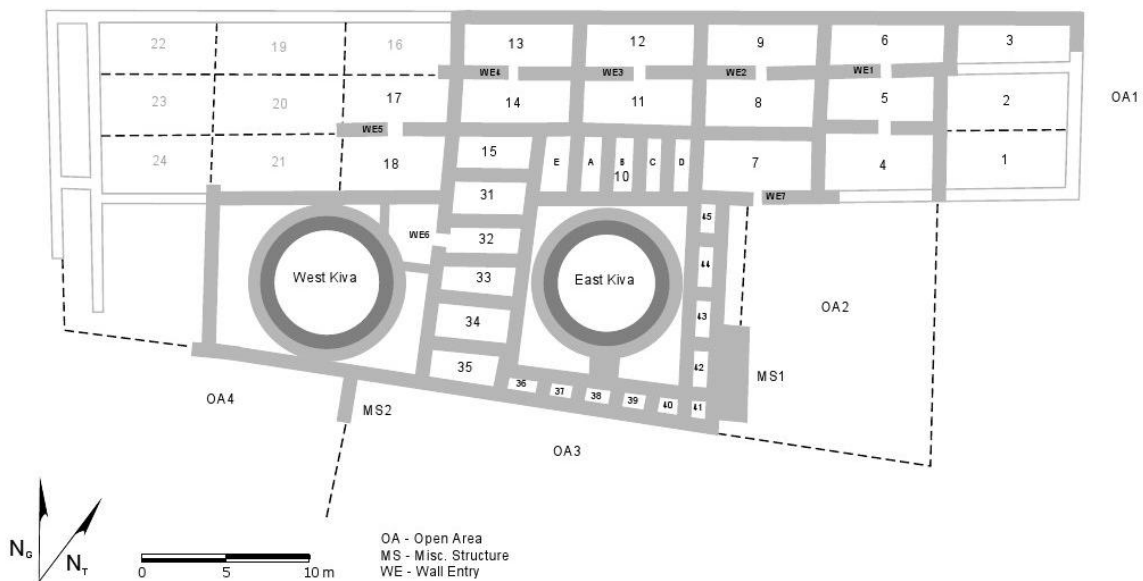 22 19 16 13 12 9 6 3
WE4 WE3 WE2 WE1
23 20 17 14 11 8 5 2 OA1
WE5
24 21 18 15 E A B C D 7 4 1
10
31 WE7
WE6 32 45
West Kiva 33 East Kiva 44 OA2
34 43
35 36 37 38 39 40 41 42 MS1
OA4 MS2
OA3
NG NT
0 5 10 m
OA - Open Area
MS - Misc. Structure
WE - Wall Entry